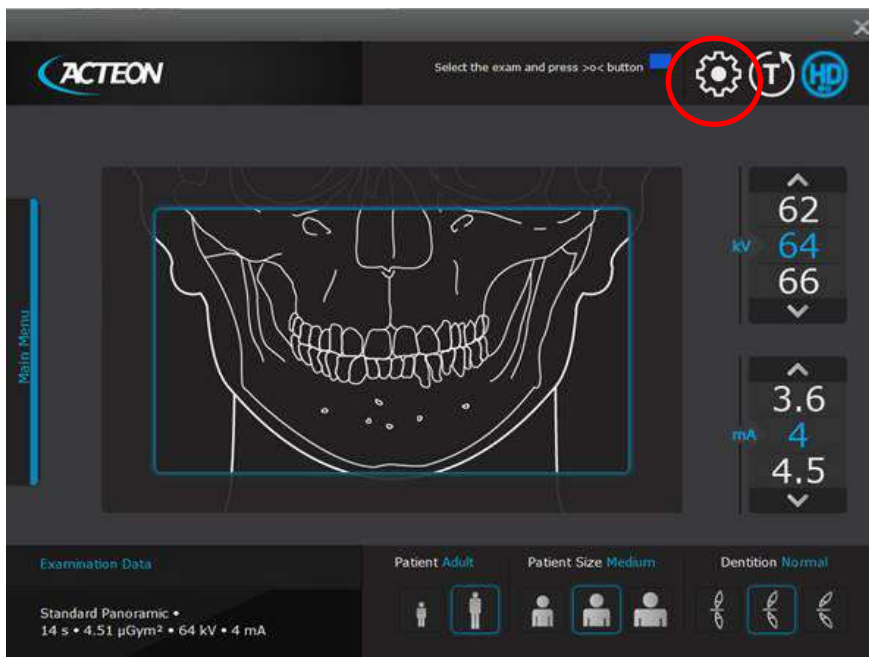 ACTEON
Select the exam and press >o< button
T
HD
62
kV 64
66
Main Menu
3.6
mA 4
4.5
Examination Data
Patient Adult
Patient Size Medium
Dentition Normal
Standard Panoramic •
14 s • 4.51 µGym² • 64 kV • 4 mA